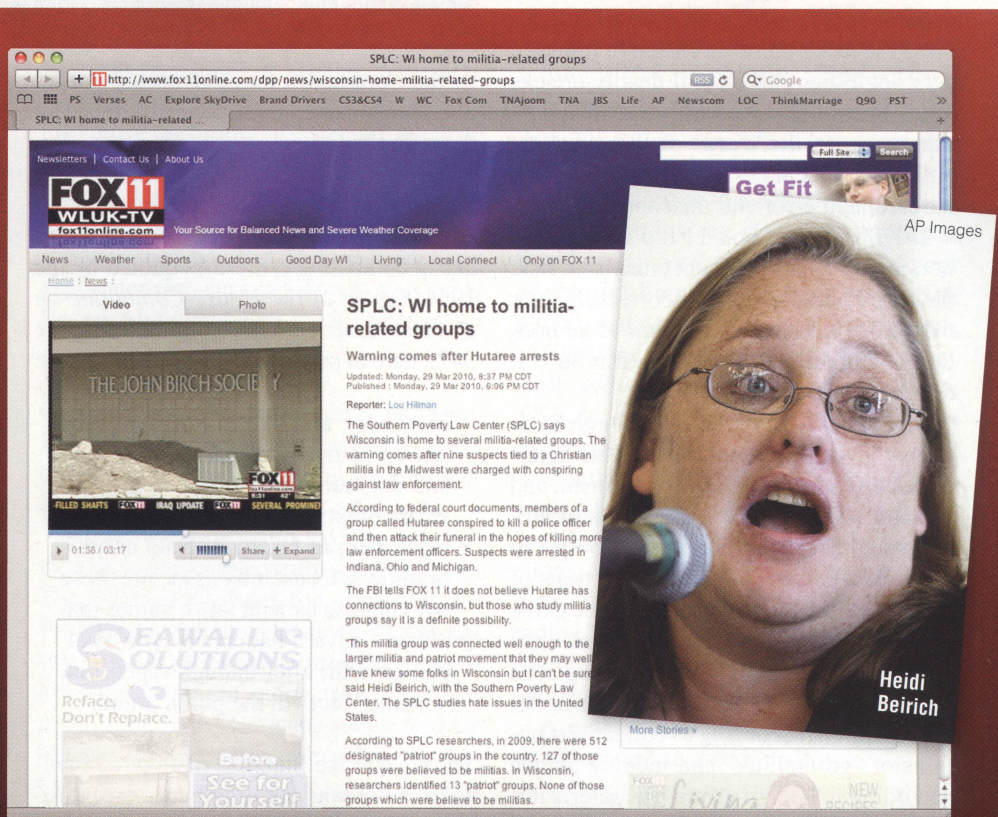 SPLC: WI home to militia-related groups
http://www.fox11online.com/dpp/news/wisconsin-home-militia-related-groups
RSS
Google
PS Verses AC Explore SkyDrive Brand Drivers CS3&CS4 W WC Fox Com TNAjoom TNA JBS Life AP Newscom LOC ThinkMarriage Q90 PST
SPLC: WI home to militia-related ...
Newsletters | Contact Us | About Us
Full Site
Search
FOX 11
WLUK-TV
fox11online.com
Your Source for Balanced News and Severe Weather Coverage
Get Fit
News Weather Sports Outdoors Good Day WI Living Local Connect Only on FOX 11
Home : News :
Video
Photo
THE JOHN BIRCH SOCIETY
FOX11
fox11online.com
6:31 42°
-FILLED SHAFTS FOX11 IRAQ UPDATE FOX11 SEVERAL PROMINEN
01:38 / 03:17
Share + Expand
SPLC: WI home to militia-
related groups
Warning comes after Hutaree arrests
Updated: Monday, 29 Mar 2010, 8:37 PM CDT
Published : Monday, 29 Mar 2010, 6:06 PM CDT
Reporter: Lou Hillman
The Southern Poverty Law Center (SPLC) says
Wisconsin is home to several militia-related groups. The
warning comes after nine suspects tied to a Christian
militia in the Midwest were charged with conspiring
against law enforcement.
According to federal court documents, members of a
group called Hutaree conspired to kill a police officer
and then attack their funeral in the hopes of killing more
law enforcement officers. Suspects were arrested in
Indiana, Ohio and Michigan.
The FBI tells FOX 11 it does not believe Hutaree has
connections to Wisconsin, but those who study militia
groups say it is a definite possibility.
"This militia group was connected well enough to the
larger militia and patriot movement that they may well
have knew some folks in Wisconsin but I can't be sure
said Heidi Beirich, with the Southern Poverty Law
Center. The SPLC studies hate issues in the United
States.
According to SPLC researchers, in 2009, there were 512
designated "patriot" groups in the country. 127 of those
groups were believed to be militias. In Wisconsin,
researchers identified 13 "patriot" groups. None of those
groups which were believe to be militias.
SEAWALL
SOLUTIONS
Reface,
Don't Replace.
Before
See for
Yourself
AP Images
Heidi
Beirich
More Stories »
FOX11
Living
NEW
RECIPES